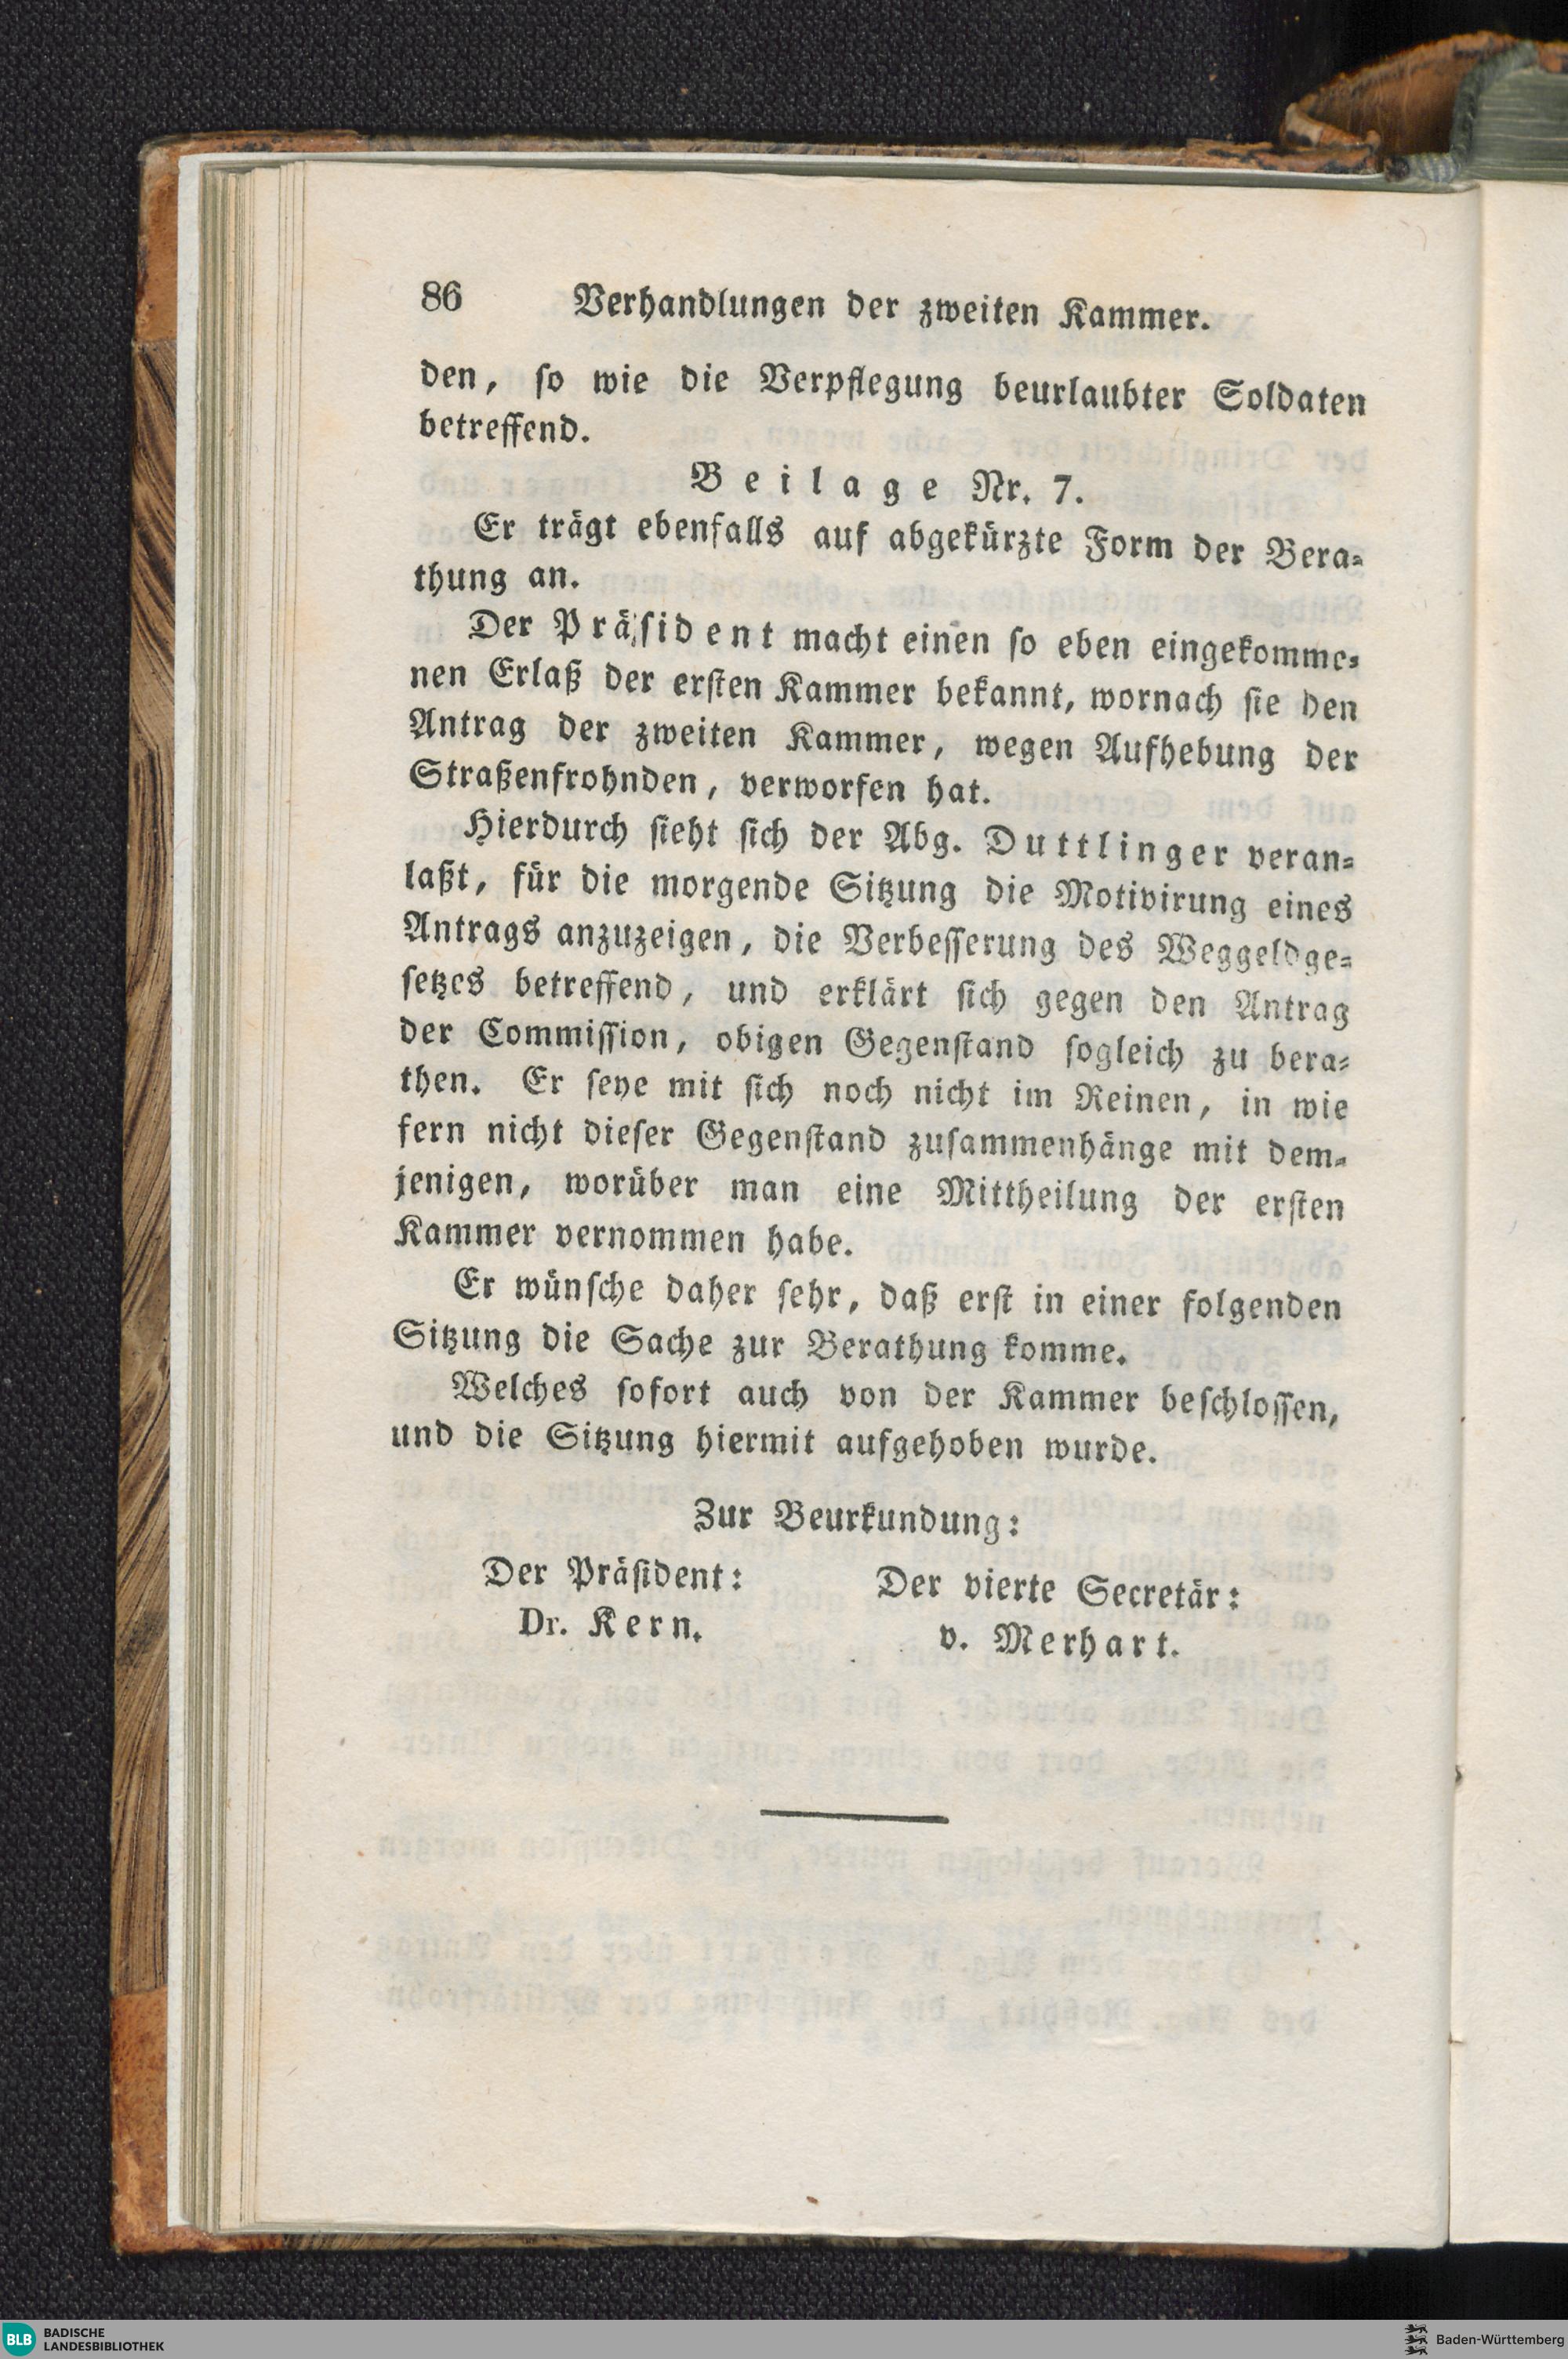 86 Verhandlungen der zweiten Kammer.
den, so wie die Verpflegung beurlaubter Soldaten
betreffend.
Beilage Nr. 7.
Er trägt ebenfalls auf abgekürzte Form der Bera-
thung an.
Der Präsident macht einen so eben eingekomme-
nen Erlaß der ersten Kammer bekannt, wornach sie den
Antrag der zweiten Kammer, wegen Aufhebung der
Straßenfrohnden, verworfen hat.
Hierdurch sieht sich der Abg. Duttlinger veran-
laßt, für die morgende Sitzung die Motivirung eines
Antrags anzuzeigen, die Verbesserung des Weggeldge-
setzes betreffend, und erklärt sich gegen den Antrag
der Commission, obigen Gegenstand sogleich zu bera-
then. Er seye mit sich noch nicht im Reinen, in wie
fern nicht dieser Gegenstand zusammenhänge mit dem-
jenigen, worüber man eine Mittheilung der ersten
Kammer vernommen habe.
Er wünsche daher sehr, daß erst in einer folgenden
Sitzung die Sache zur Berathung komme.
Welches sofort auch von der Kammer beschlossen,
und die Sitzung hiermit aufgehoben wurde.
Zur Beurkundung:
Der Präsident: Der vierte Secretär:
Dr. Kern. v. Merhart.
BLB BADISCHE
LANDESBIBLIOTHEK
Baden-Württemberg